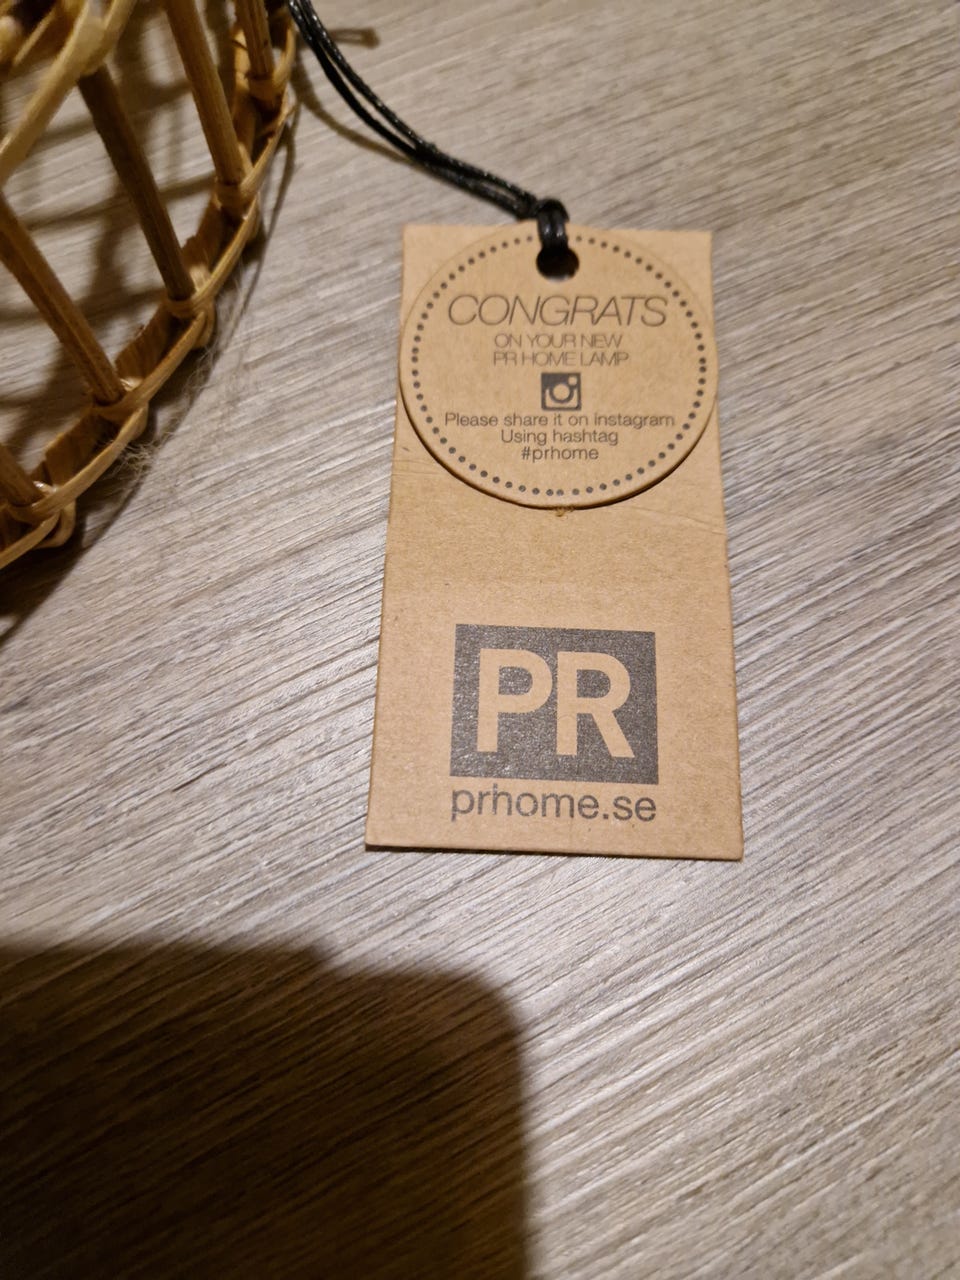 CONGRATS
ON YOUR NEW
PR HOME LAMP
Please share it on instagram
Using hashtag
#prhome
PR
prhome.se